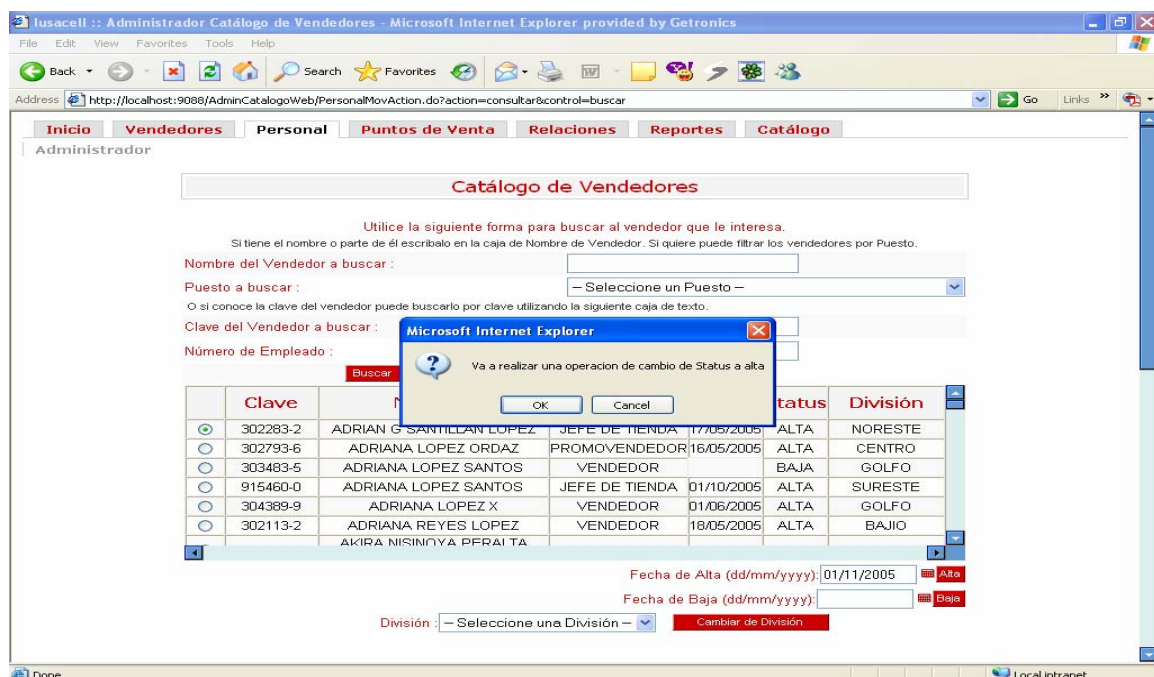 Iusacell :: Administrador Catálogo de Vendedores - Microsoft Internet Explorer provided by Getronics
File Edit View Favorites Tools Help
Back Search Favorites
Address http://localhost:9088/AdminCatalogoWeb/PersonalMovAction.do?action=consultar&control=buscar Go Links »
Inicio Vendedores Personal Puntos de Venta Relaciones Reportes Catálogo
Administrador
Catálogo de Vendedores
Utilice la siguiente forma para buscar al vendedor que le interesa.
Si tiene el nombre o parte de él escribalo en la caja de Nombre de Vendedor. Si quiere puede filtrar los vendedores por Puesto.
Nombre del Vendedor a buscar :
Puesto a buscar : -- Seleccione un Puesto --
O si conoce la clave del vendedor puede buscarlo por clave utilizando la siguiente caja de texto.
Clave del Vendedor a buscar :
Número de Empleado :
Buscar
Microsoft Internet Explorer
Va a realizar una operacion de cambio de Status a alta
OK Cancel
Clave N tatus División
302283-2 ADRIAN G SANTILLAN LOPEZ JEFE DE TIENDA 17/05/2005 ALTA NORESTE
302793-6 ADRIANA LOPEZ ORDAZ PROMOVENDEDOR 16/05/2005 ALTA CENTRO
303483-5 ADRIANA LOPEZ SANTOS VENDEDOR BAJA GOLFO
915460-0 ADRIANA LOPEZ SANTOS JEFE DE TIENDA 01/10/2005 ALTA SURESTE
304389-9 ADRIANA LOPEZ X VENDEDOR 01/06/2005 ALTA GOLFO
302113-2 ADRIANA REYES LOPEZ VENDEDOR 18/05/2005 ALTA BAJIO
AKIRA NISINOYA PERALTA
Fecha de Alta (dd/mm/yyyy): 01/11/2005 Alta
Fecha de Baja (dd/mm/yyyy): Baja
División : -- Seleccione una División -- Cambiar de División
Done Local intranet